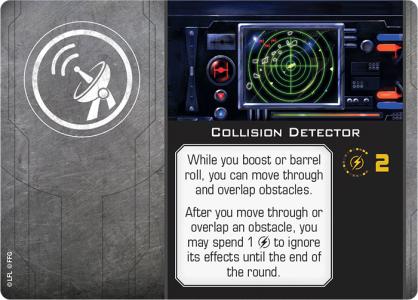 COLLISION DETECTOR
While you boost or barrel
roll, you can move through
and overlap obstacles.
2
After you move through or
overlap an obstacle, you
may spend 1 to ignore
its effects until the end of
the round.
©LFL ©FFG